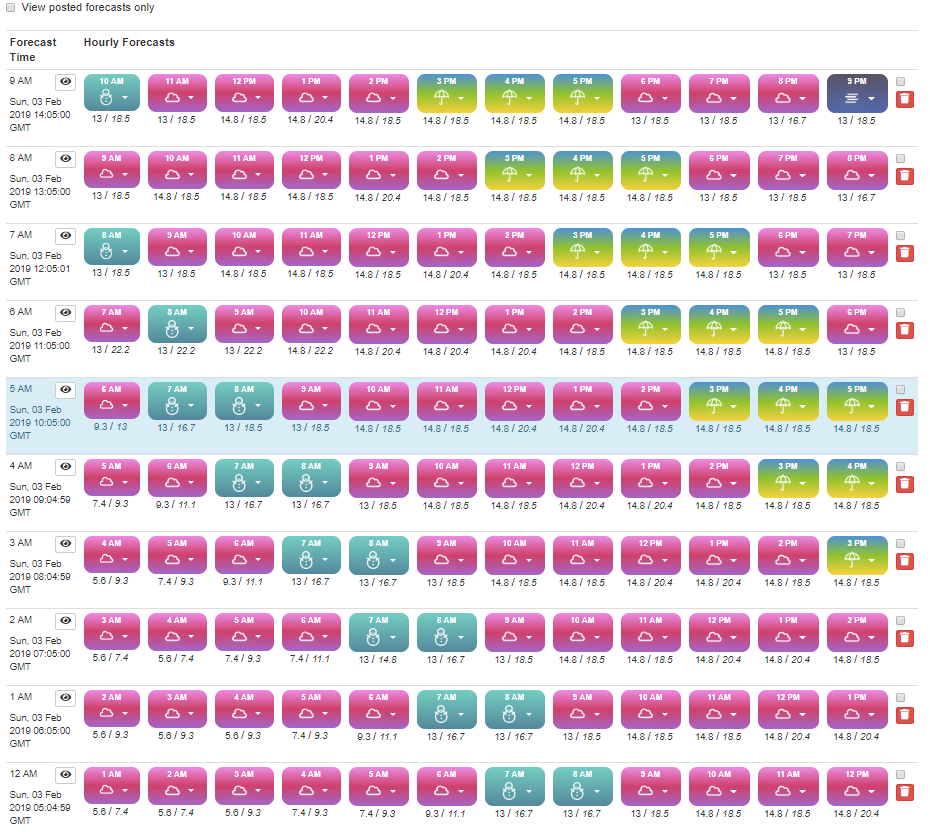 View posted forecasts only
Forecast Time Hourly Forecasts
9 AM 10 AM 11 AM 12 PM 1 PM 2 PM 3 PM 4 PM 5 PM 6 PM 7 PM 8 PM 9 PM
Sun, 03 Feb 2019 14:05:00 GMT
13 / 18.5 13 / 18.5 14.8 / 18.5 14.8 / 20.4 14.8 / 18.5 14.8 / 18.5 14.8 / 18.5 14.8 / 18.5 13 / 18.5 13 / 18.5 13 / 16.7 13 / 18.5
8 AM 9 AM 10 AM 11 AM 12 PM 1 PM 2 PM 3 PM 4 PM 5 PM 6 PM 7 PM 8 PM
Sun, 03 Feb 2019 13:05:00 GMT
13 / 18.5 14.8 / 18.5 14.8 / 18.5 14.8 / 18.5 14.8 / 20.4 14.8 / 18.5 14.8 / 18.5 14.8 / 18.5 14.8 / 18.5 13 / 18.5 13 / 18.5 13 / 16.7
7 AM 8 AM 9 AM 10 AM 11 AM 12 PM 1 PM 2 PM 3 PM 4 PM 5 PM 6 PM 7 PM
Sun, 03 Feb 2019 12:05:01 GMT
13 / 18.5 13 / 18.5 14.8 / 18.5 14.8 / 18.5 14.8 / 18.5 14.8 / 20.4 14.8 / 18.5 14.8 / 18.5 14.8 / 18.5 14.8 / 18.5 13 / 18.5 13 / 18.5
6 AM 7 AM 8 AM 9 AM 10 AM 11 AM 12 PM 1 PM 2 PM 3 PM 4 PM 5 PM 6 PM
Sun, 03 Feb 2019 11:05:00 GMT
13 / 22.2 13 / 22.2 13 / 22.2 14.8 / 22.2 14.8 / 20.4 14.8 / 20.4 14.8 / 20.4 14.8 / 18.5 14.8 / 18.5 14.8 / 18.5 14.8 / 18.5 13 / 18.5
5 AM 6 AM 7 AM 8 AM 9 AM 10 AM 11 AM 12 PM 1 PM 2 PM 3 PM 4 PM 5 PM
Sun, 03 Feb 2019 10:05:00 GMT
9.3 / 13 13 / 16.7 13 / 18.5 13 / 18.5 14.8 / 18.5 14.8 / 18.5 14.8 / 20.4 14.8 / 20.4 14.8 / 18.5 14.8 / 18.5 14.8 / 18.5 14.8 / 18.5
4 AM 5 AM 6 AM 7 AM 8 AM 9 AM 10 AM 11 AM 12 PM 1 PM 2 PM 3 PM 4 PM
Sun, 03 Feb 2019 09:04:59 GMT
7.4 / 9.3 9.3 / 11.1 13 / 16.7 13 / 16.7 13 / 18.5 14.8 / 18.5 14.8 / 18.5 14.8 / 20.4 14.8 / 20.4 14.8 / 18.5 14.8 / 18.5 14.8 / 18.5
3 AM 4 AM 5 AM 6 AM 7 AM 8 AM 9 AM 10 AM 11 AM 12 PM 1 PM 2 PM 3 PM
Sun, 03 Feb 2019 08:04:59 GMT
5.6 / 9.3 7.4 / 9.3 9.3 / 11.1 13 / 16.7 13 / 16.7 13 / 18.5 14.8 / 18.5 14.8 / 18.5 14.8 / 20.4 14.8 / 20.4 14.8 / 18.5 14.8 / 18.5
2 AM 3 AM 4 AM 5 AM 6 AM 7 AM 8 AM 9 AM 10 AM 11 AM 12 PM 1 PM 2 PM
Sun, 03 Feb 2019 07:05:00 GMT
5.6 / 7.4 5.6 / 7.4 7.4 / 9.3 7.4 / 11.1 13 / 14.8 13 / 16.7 13 / 18.5 14.8 / 18.5 14.8 / 18.5 14.8 / 20.4 14.8 / 20.4 14.8 / 18.5
1 AM 2 AM 3 AM 4 AM 5 AM 6 AM 7 AM 8 AM 9 AM 10 AM 11 AM 12 PM 1 PM
Sun, 03 Feb 2019 06:05:00 GMT
5.6 / 9.3 5.6 / 9.3 5.6 / 9.3 7.4 / 9.3 9.3 / 11.1 13 / 16.7 13 / 16.7 13 / 18.5 14.8 / 18.5 14.8 / 18.5 14.8 / 20.4 14.8 / 20.4
12 AM 1 AM 2 AM 3 AM 4 AM 5 AM 6 AM 7 AM 8 AM 9 AM 10 AM 11 AM 12 PM
Sun, 03 Feb 2019 05:04:59 GMT
5.6 / 7.4 5.6 / 7.4 5.6 / 9.3 7.4 / 9.3 7.4 / 9.3 9.3 / 11.1 13 / 16.7 13 / 16.7 13 / 18.5 14.8 / 18.5 14.8 / 18.5 14.8 / 20.4